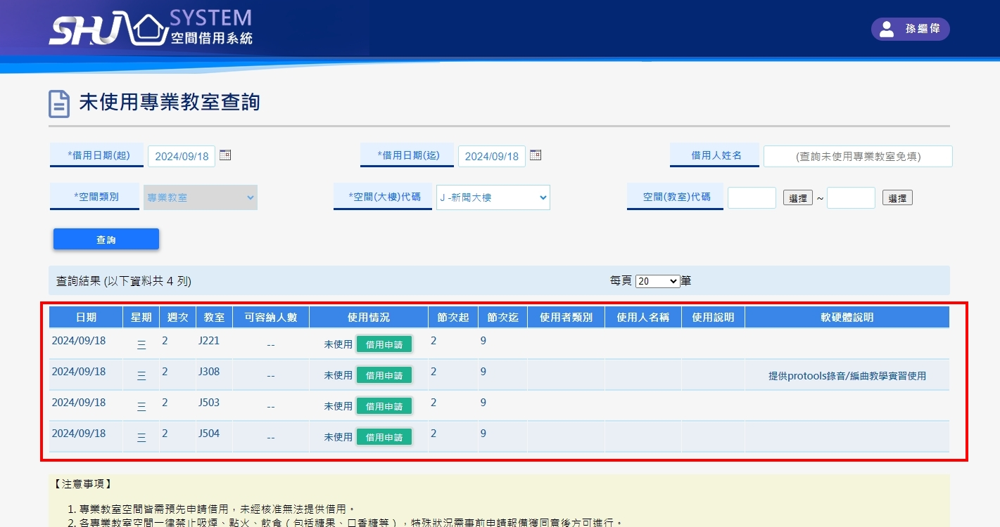 SHU SYSTEM
空間借用系統
孫繼偉
未使用專業教室查詢
*借用日期(起) 2024/09/18 *借用日期(迄) 2024/09/18 借用人姓名 (查詢未使用專業教室免填)
*空間類別 專業教室 *空間(大樓)代碼 J -新聞大樓 空間(教室)代碼 選擇 ~ 選擇
查詢
查詢結果 (以下資料共 4 列) 每頁 20 筆
日期 星期 週次 教室 可容納人數 使用情況 節次起 節次迄 使用者類別 使用人名稱 使用說明 軟硬體說明
2024/09/18 三 2 J221 -- 未使用 借用申請 2 9
2024/09/18 三 2 J308 -- 未使用 借用申請 2 9 提供protools錄音/編曲教學實習使用
2024/09/18 三 2 J503 -- 未使用 借用申請 2 9
2024/09/18 三 2 J504 -- 未使用 借用申請 2 9
【注意事項】
1. 專業教室空間皆需預先申請借用，未經核准無法提供借用。
2. 各專業教室空間一律禁止吸煙、點火、飲食（包括糖果、口香糖等），特殊狀況需事前申請報備獲同意後方可進行。